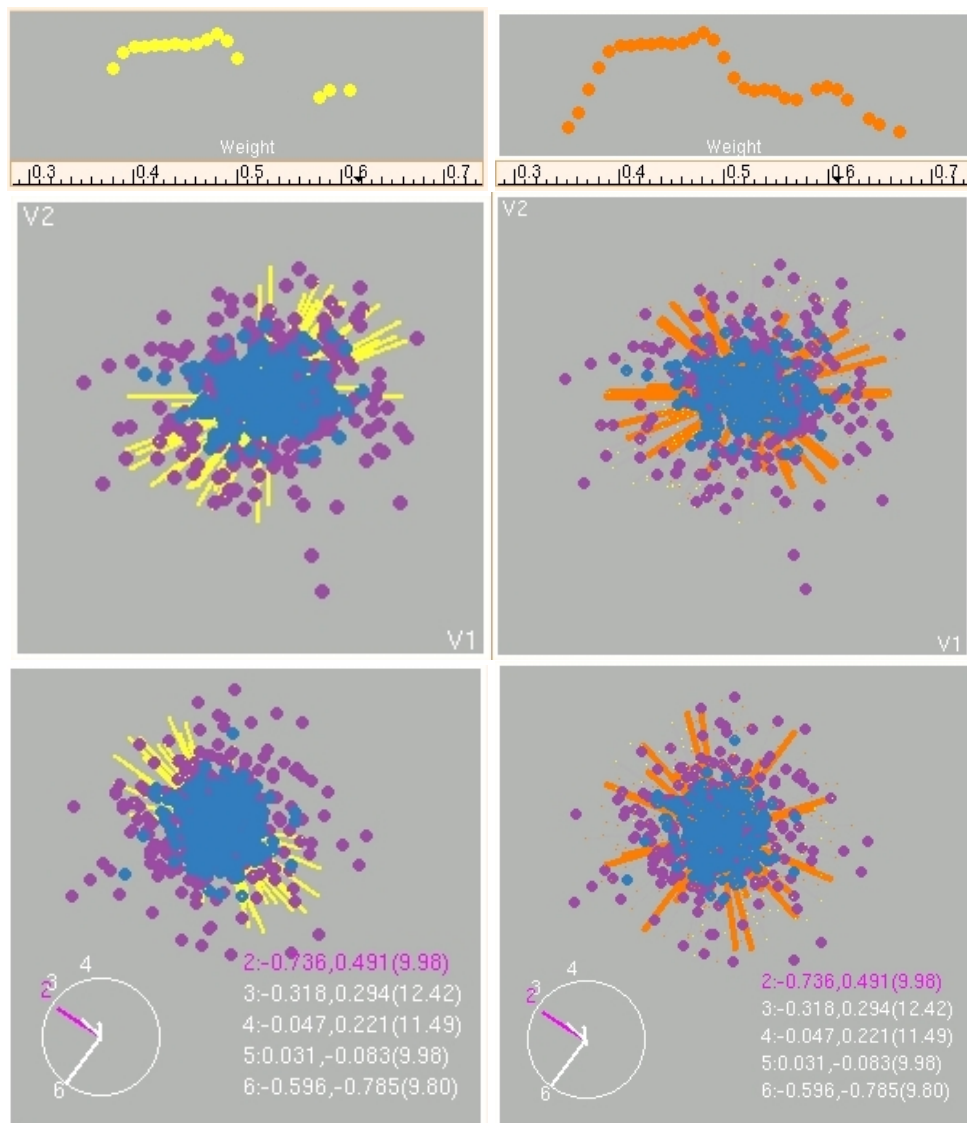 Weight
0.3 0.4 0.5 0.6 0.7
Weight
0.3 0.4 0.5 0.6 0.7
V2
V1
V2
V1
4
3
2
6
2:-0.736,0.491(9.98)
3:-0.318,0.294(12.42)
4:-0.047,0.221(11.49)
5:0.031,-0.083(9.98)
6:-0.596,-0.785(9.80)
4
3
2
6
2:-0.736,0.491(9.98)
3:-0.318,0.294(12.42)
4:-0.047,0.221(11.49)
5:0.031,-0.083(9.98)
6:-0.596,-0.785(9.80)